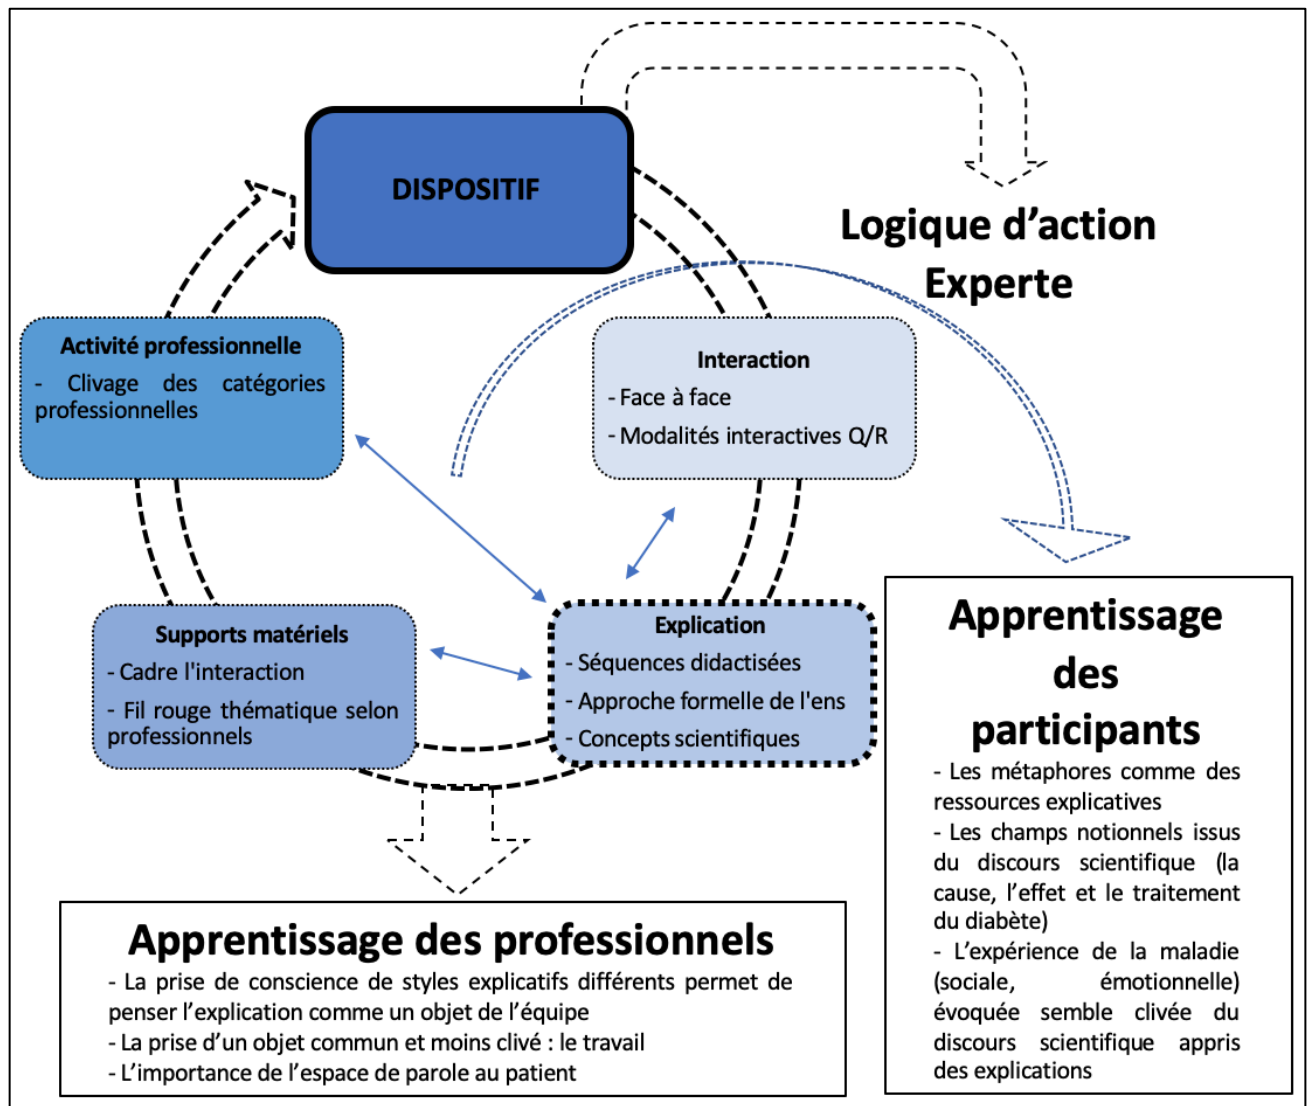 DISPOSITIF
Logique d’action
Experte
Activité professionnelle
- Clivage des catégories
professionnelles
Interaction
- Face à face
- Modalités interactives Q/R
Supports matériels
- Cadre l'interaction
- Fil rouge thématique selon
professionnels
Explication
- Séquences didactisées
- Approche formelle de l'ens
- Concepts scientifiques
Apprentissage
des
participants
- Les métaphores comme des
ressources explicatives
- Les champs notionnels issus
du discours scientifique (la
cause, l’effet et le traitement
du diabète)
- L’expérience de la maladie
(sociale, émotionnelle)
évoquée semble clivée du
discours scientifique appris
des explications
Apprentissage des professionnels
- La prise de conscience de styles explicatifs différents permet de
penser l’explication comme un objet de l’équipe
- La prise d’un objet commun et moins clivé : le travail
- L’importance de l’espace de parole au patient